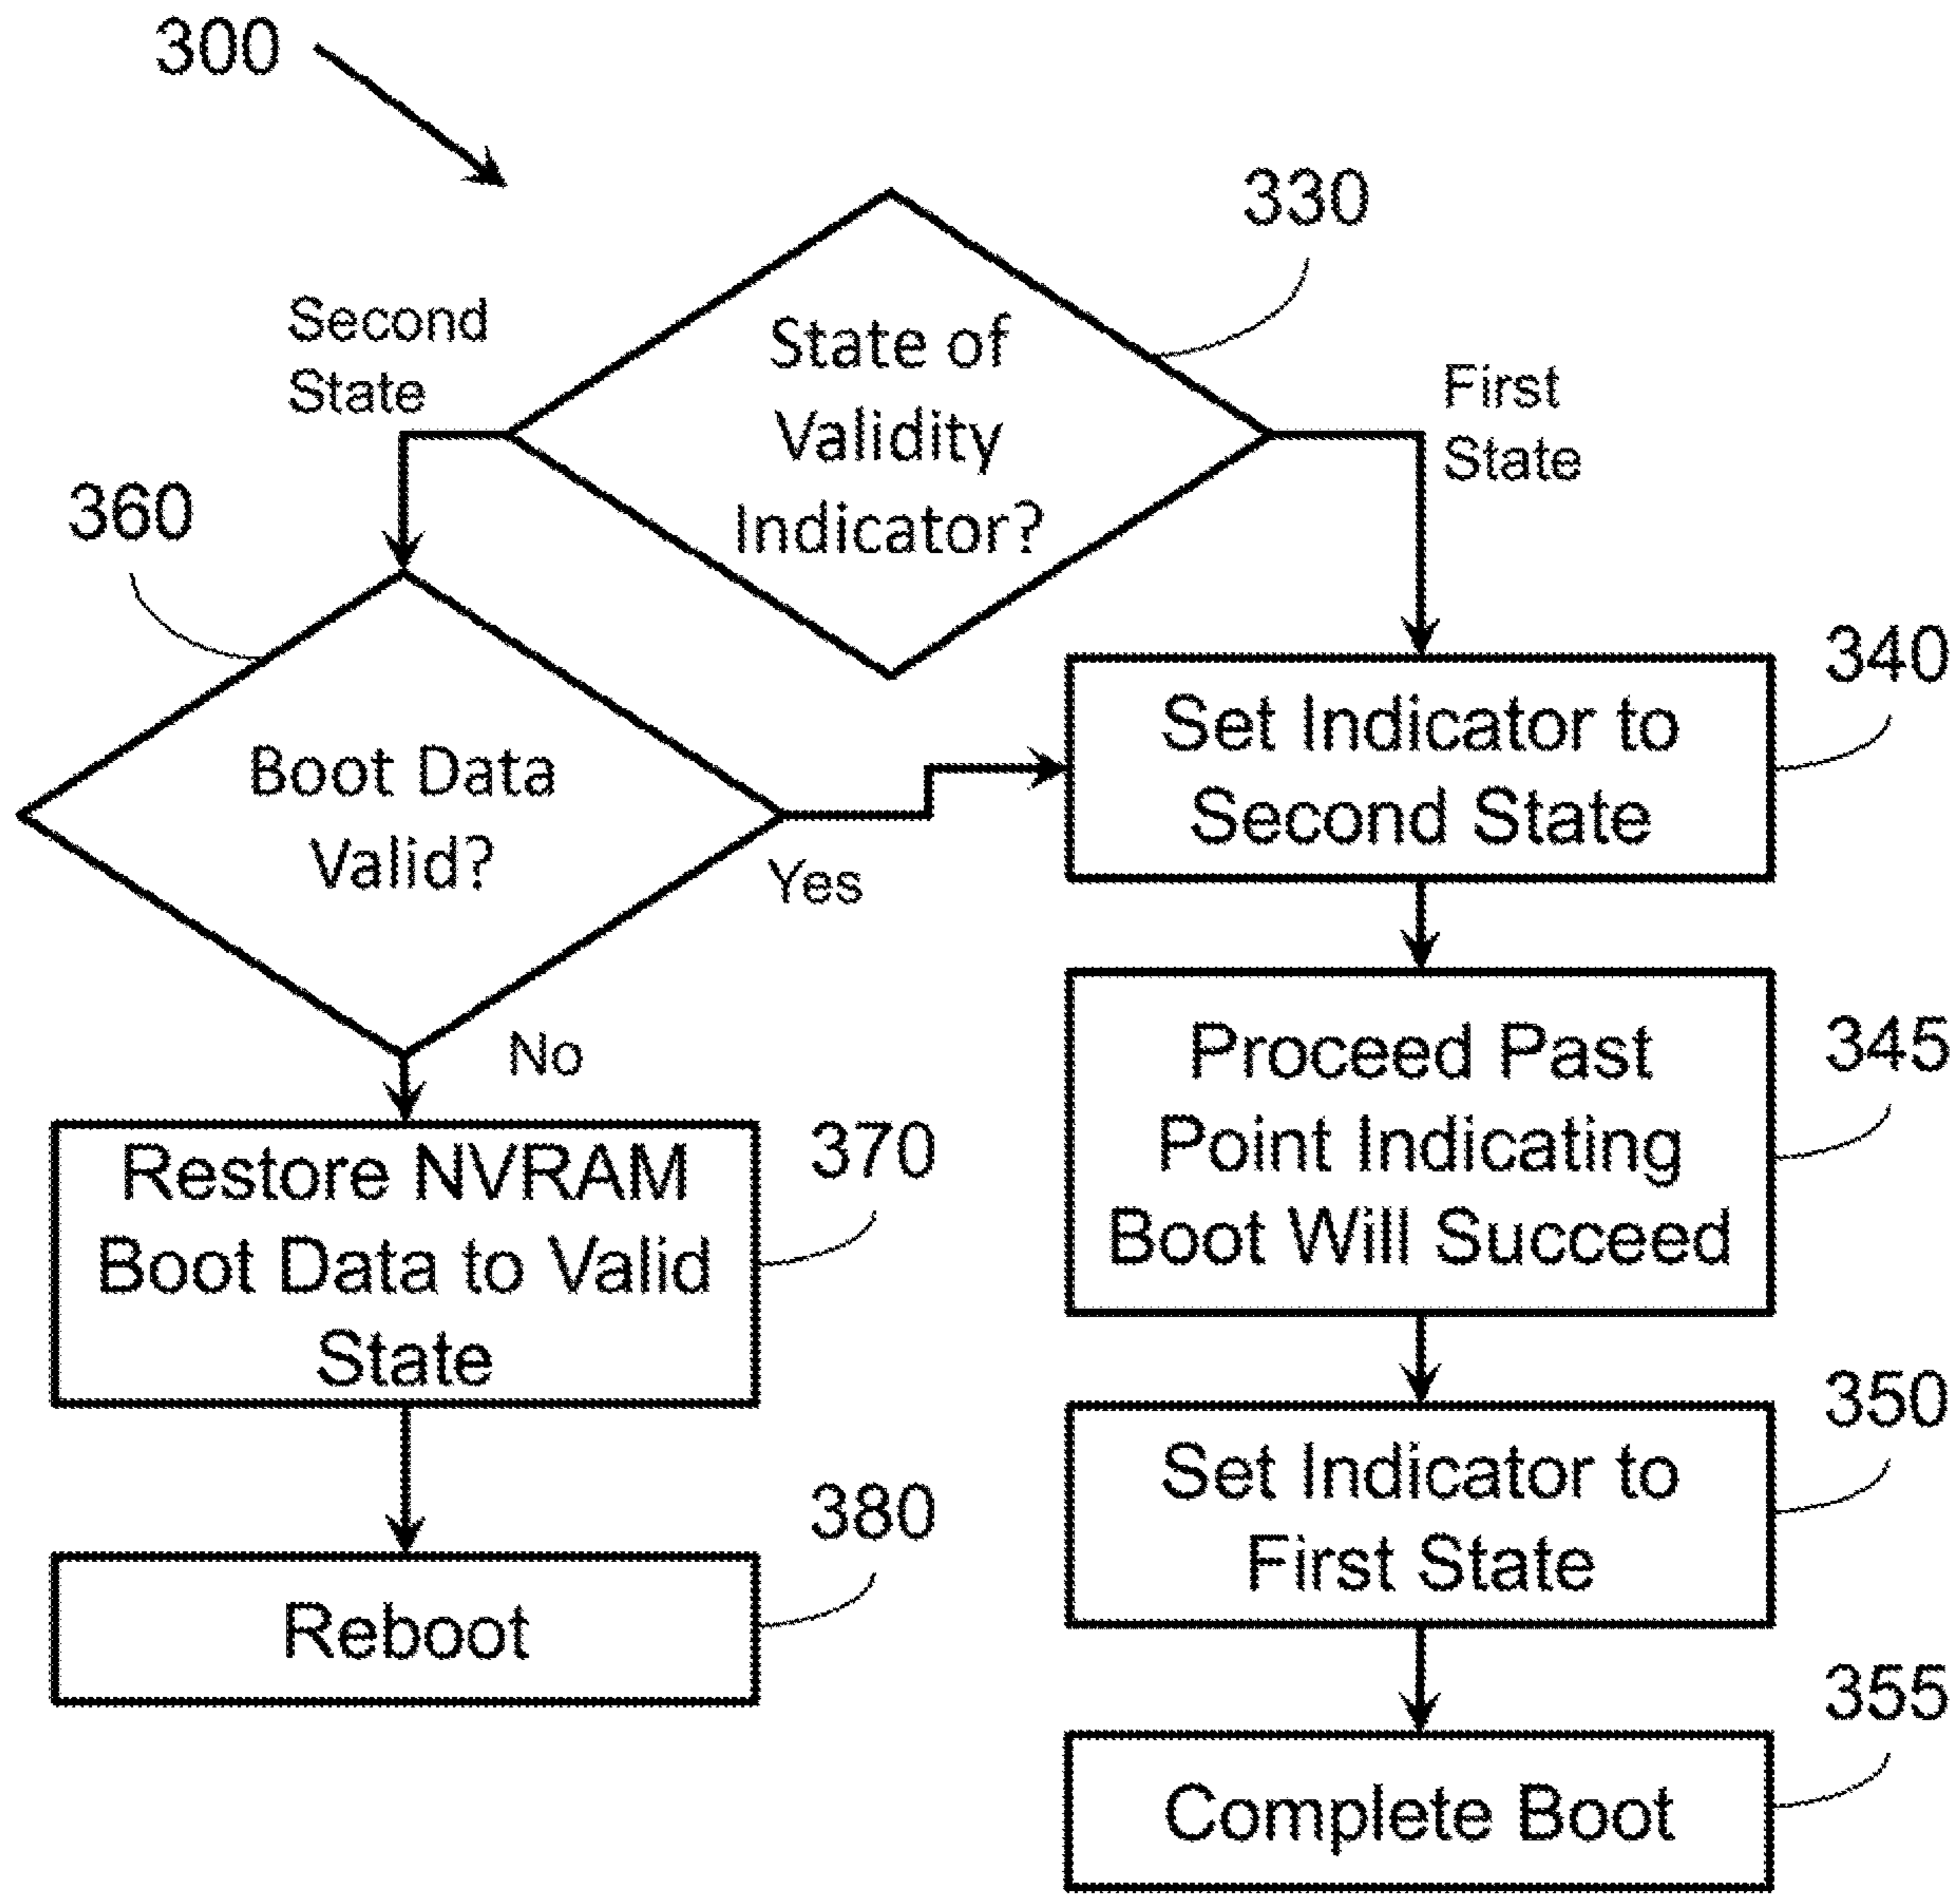 300
330
Second
State
State of
Validity
Indicator?
First
State
360
340
Boot Data
Valid?
Yes
No
Set Indicator to
Second State
345
Proceed Past
Point Indicating
Boot Will Succeed
370
Restore NVRAM
Boot Data to Valid
State
350
Set Indicator to
First State
380
Reboot
355
Complete Boot